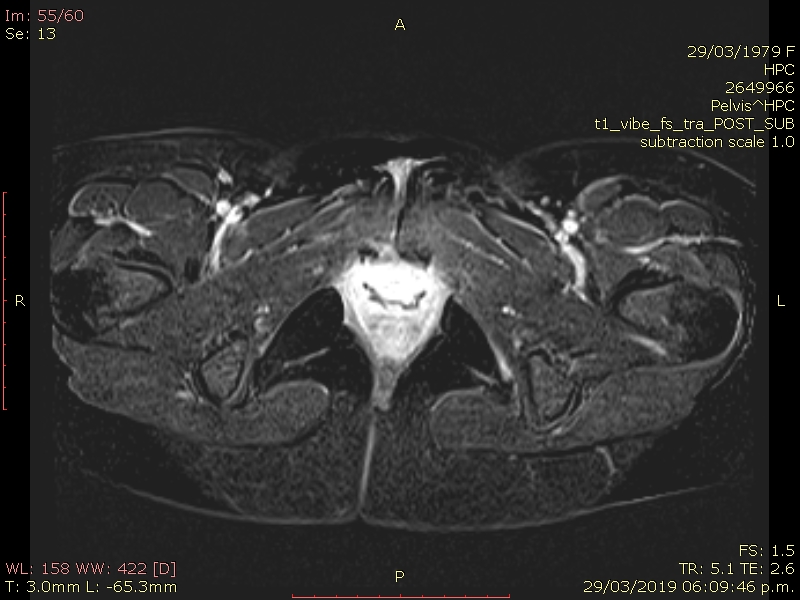 Im: 55/60
Se: 13
A
29/03/1979 F
HPC
2649966
Pelvis^HPC
t1_vibe_fs_tra_POST_SUB
subtraction scale 1.0
R
L
WL: 158 WW: 422 [D]
T: 3.0mm L: -65.3mm
P
FS: 1.5
TR: 5.1 TE: 2.6
29/03/2019 06:09:46 p.m.